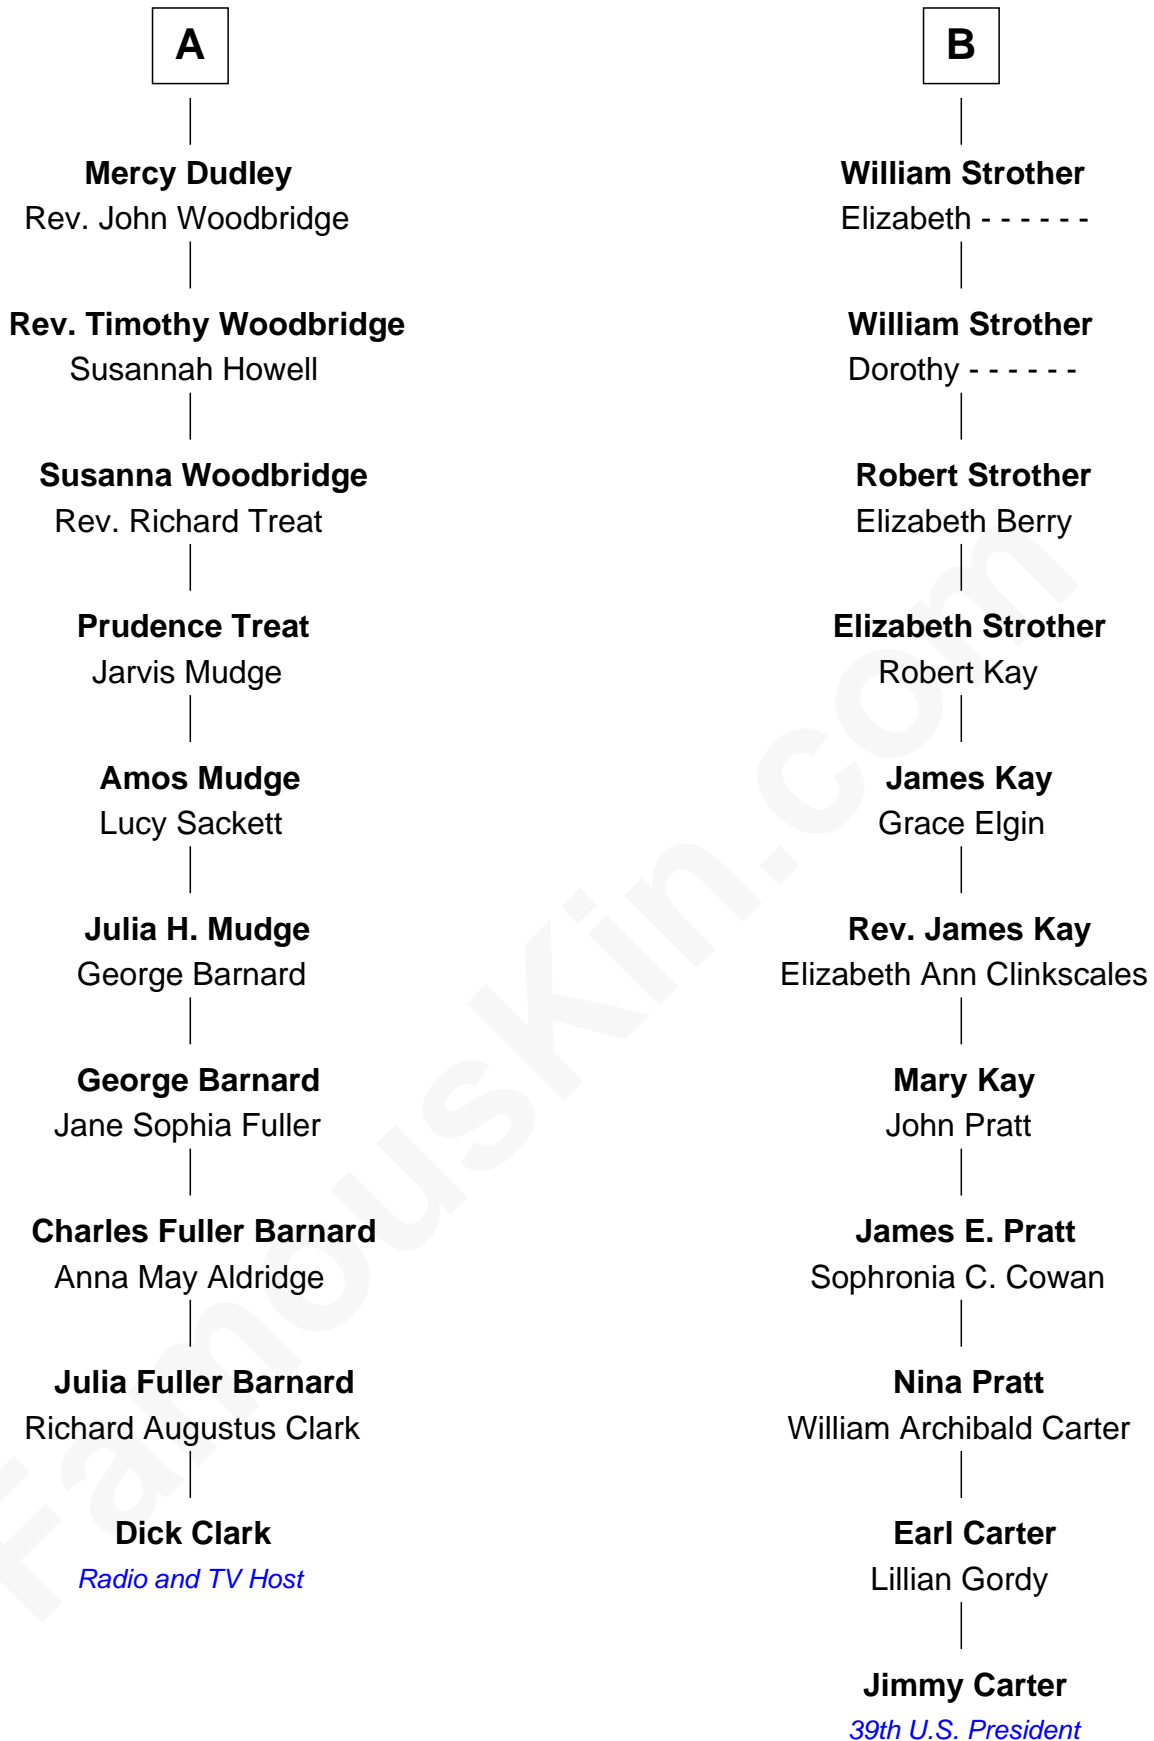 A
Mercy Dudley
Rev. John Woodbridge
Rev. Timothy Woodbridge
Susannah Howell
Susanna Woodbridge
Rev. Richard Treat
Prudence Treat
Jarvis Mudge
Amos Mudge
Lucy Sackett
Julia H. Mudge
George Barnard
George Barnard
Jane Sophia Fuller
Charles Fuller Barnard
Anna May Aldridge
Julia Fuller Barnard
Richard Augustus Clark
Dick Clark
Radio and TV Host
B
William Strother
Elizabeth - - - - - -
William Strother
Dorothy - - - - - -
Robert Strother
Elizabeth Berry
Elizabeth Strother
Robert Kay
James Kay
Grace Elgin
Rev. James Kay
Elizabeth Ann Clinkscales
Mary Kay
John Pratt
James E. Pratt
Sophronia C. Cowan
Nina Pratt
William Archibald Carter
Earl Carter
Lillian Gordy
Jimmy Carter
39th U.S. President
FamousKin.com